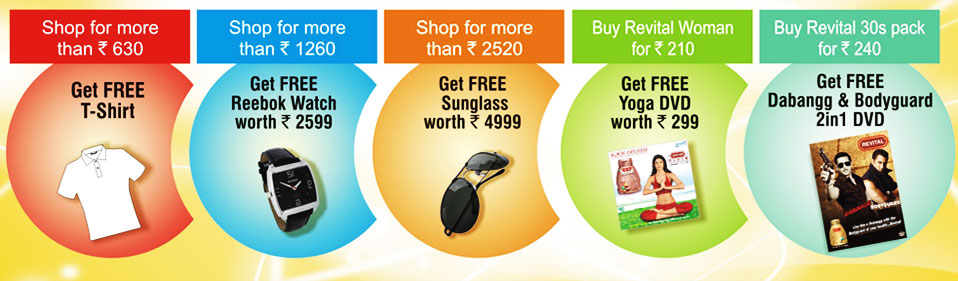 Shop for more
than ₹ 630
Get FREE
T-Shirt
Shop for more
than ₹ 1260
Get FREE
Reebok Watch
worth ₹ 2599
Shop for more
than ₹ 2520
Get FREE
Sunglass
worth ₹ 4999
Buy Revital Woman
for ₹ 210
Get FREE
Yoga DVD
worth ₹ 299
Buy Revital 30s pack
for ₹ 240
Get FREE
Dabangg & Bodyguard
2in1 DVD
REVITAL
DABANGG
BODYGUARD